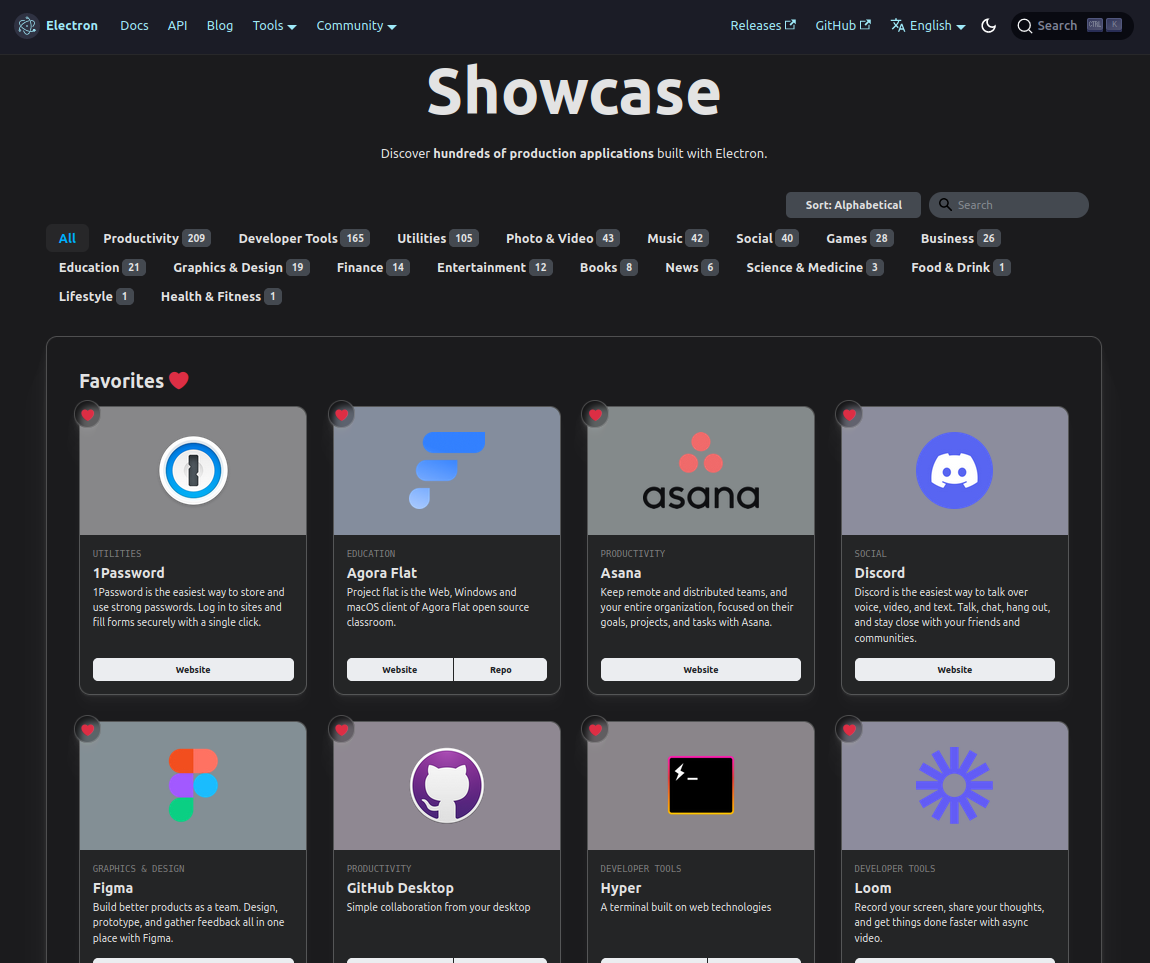 Electron Docs API Blog Tools Community Releases GitHub English Search CTRL K
Showcase
Discover hundreds of production applications built with Electron.
Sort: Alphabetical Search
All Productivity 209 Developer Tools 165 Utilities 105 Photo & Video 43 Music 42 Social 40 Games 28 Business 26
Education 21 Graphics & Design 19 Finance 14 Entertainment 12 Books 8 News 6 Science & Medicine 3 Food & Drink 1
Lifestyle 1 Health & Fitness 1
Favorites
UTILITIES
1Password
1Password is the easiest way to store and
use strong passwords. Log in to sites and
fill forms securely with a single click.
Website
EDUCATION
Agora Flat
Project flat is the Web, Windows and
macOS client of Agora Flat open source
classroom.
Website Repo
asana
PRODUCTIVITY
Asana
Keep remote and distributed teams, and
your entire organization, focused on their
goals, projects, and tasks with Asana.
Website
SOCIAL
Discord
Discord is the easiest way to talk over
voice, video, and text. Talk, chat, hang out,
and stay close with your friends and
communities.
Website
GRAPHICS & DESIGN
Figma
Build better products as a team. Design,
prototype, and gather feedback all in one
place with Figma.
PRODUCTIVITY
GitHub Desktop
Simple collaboration from your desktop
DEVELOPER TOOLS
Hyper
A terminal built on web technologies
DEVELOPER TOOLS
Loom
Record your screen, share your thoughts,
and get things done faster with async
video.